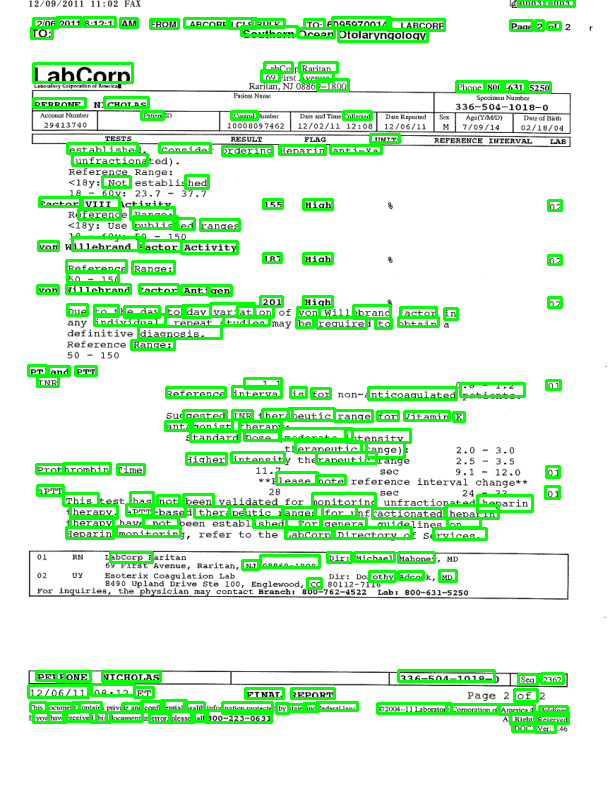 12/09/2011 11:02 FAX
12/06/2011 8:12:1 AM FROM LABCORP LCLS BULK TO: 6095970014 LABCORP Page 2 of 2
TO: Southern Ocean Otolaryngology
LabCorp
Laboratory Corporation of America
LabCorp Raritan
69 First Avenue
Raritan, NJ 08869-1800
Phone: 800-631-5250
Patient Name Specimen Number
PERRONE, NICHOLAS 336-504-1018-0
Account Number Patient ID Control Number Date and Time Collected Date Reported Sex Age(Y/M/D) Date of Birth
29413740 10008097462 12/02/11 12:08 12/06/11 M 7/09/14 02/18/04
TESTS RESULT FLAG UNITS REFERENCE INTERVAL LAB
established. Consider ordering Heparin anti-Xa
unfractionated).
Reference Range:
<18y: Not established
18 - 60y: 23.7 - 37.7
Factor VIII Activity 155 High % 02
Reference Range:
<18y: Use published ranges
18 - 60y: 50 - 150
von Willebrand Factor Activity
187 High % 02
Reference Range:
50 - 150
von Willebrand Factor Antigen
201 High % 02
Due to the day to day variation of von Willebrand factor in
any individual, repeat studies may be required to obtain a
definitive diagnosis.
Reference Range:
50 - 150
PT and PTT
INR 1.1 .8 - 1.2 01
Reference interval is for non-anticoagulated patients.
Suggested INR therapeutic range for Vitamin K
antagonist therapy:
Standard Dose (moderate intensity
therapeutic range): 2.0 - 3.0
Higher intensity therapeutic range 2.5 - 3.5
Prothrombin Time 11. sec 9.1 - 12.0 01
**Please note reference interval change**
aPTT 28 sec 24 - 33 01
This test has not been validated for monitoring unfractionated heparin
therapy. aPTT-based therapeutic ranges for unfractionated heparin
therapy have not been established. For general guidelines on
Heparin monitoring, refer to the LabCorp Directory of Services.
01 RN LabCorp Raritan Dir: Michael Mahoney, MD
69 First Avenue, Raritan, NJ 08869-1800
02 UY Esoterix Coagulation Lab Dir: Dorothy Adcock, MD
8490 Upland Drive Ste 100, Englewood, CO 80112-7116
For inquiries, the physician may contact Branch: 800-762-4522 Lab: 800-631-5250
PERRONE, NICHOLAS 336-504-1018-0 Seq 2362
12/06/11 08:12 ET FINAL REPORT Page 2 of 2
This document contains private and confidential health information protected by state and federal law. ©2004-11 Laboratory Corporation of America ® Holdings
If you have received this document in error, please call 800-223-0631 All Rights Reserved
DOC Ver: .46